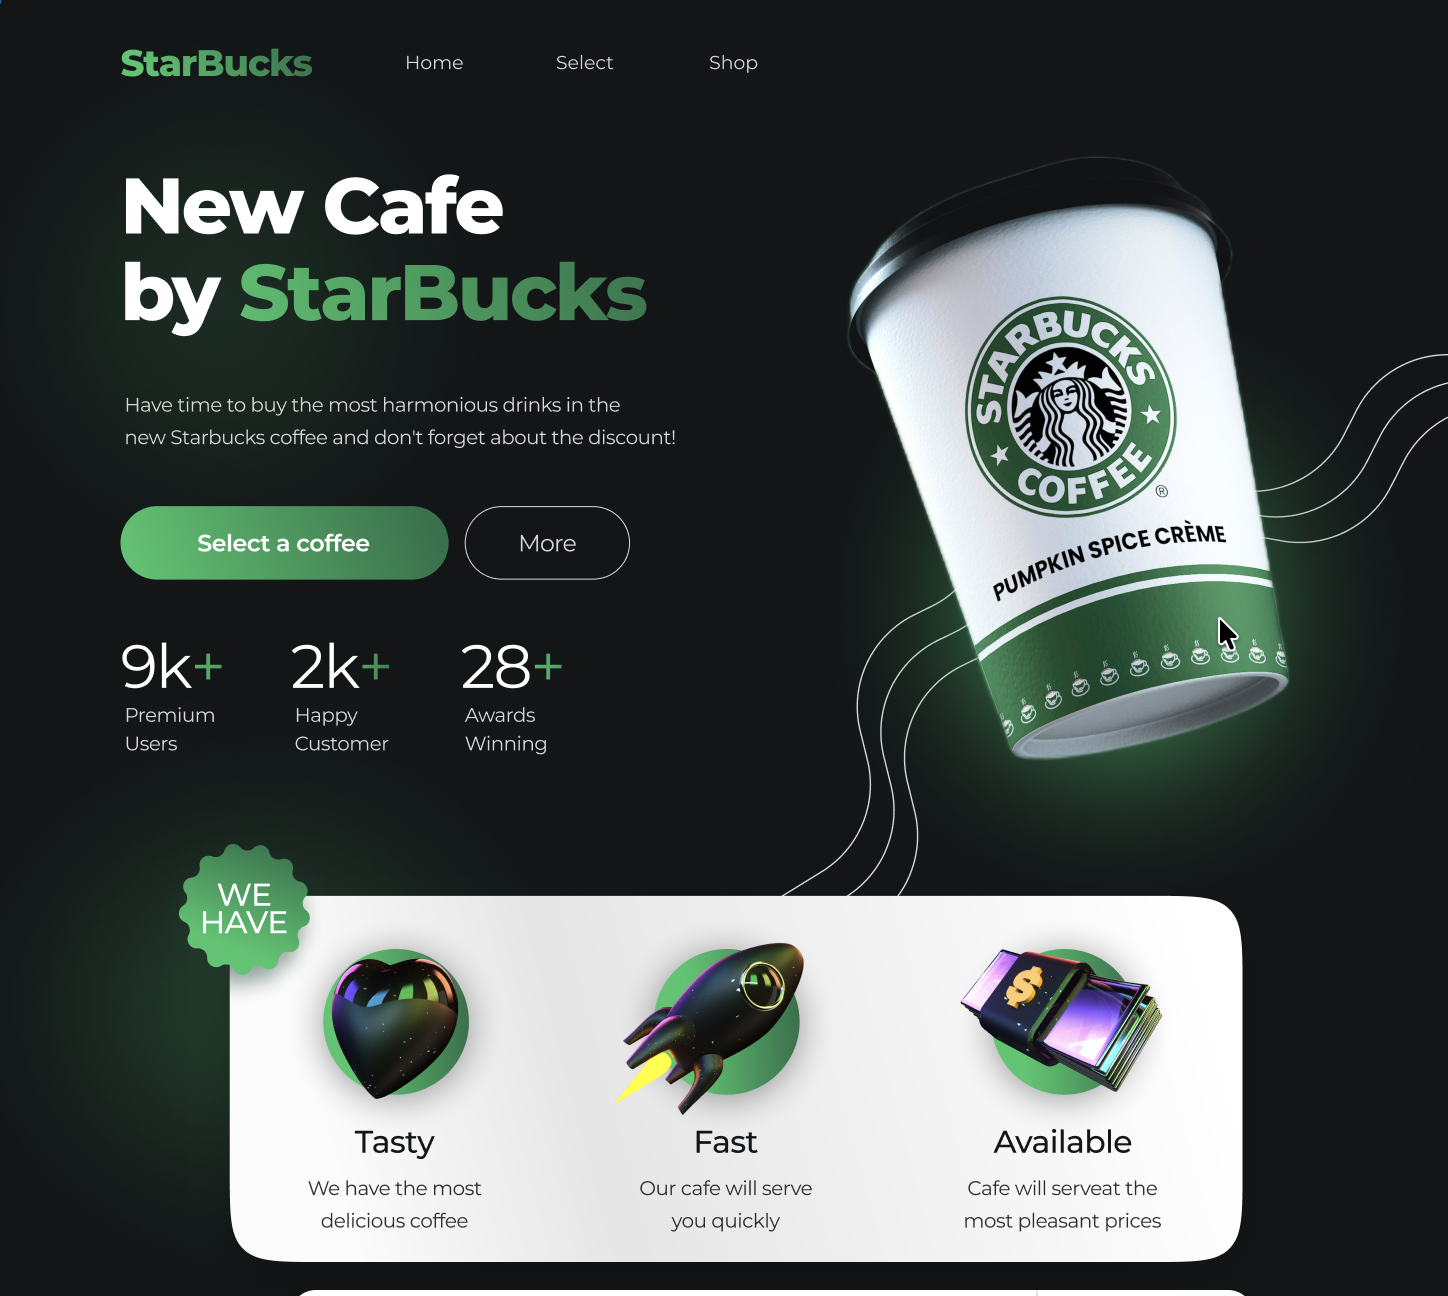 StarBucks
Home
Select
Shop
New Cafe
by StarBucks
Have time to buy the most harmonious drinks in the
new Starbucks coffee and don't forget about the discount!
Select a coffee
More
9k+
Premium
Users
2k+
Happy
Customer
28+
Awards
Winning
STARBUCKS
COFFEE
®
PUMPKIN SPICE CRÈME
WE
HAVE
$
Tasty
We have the most
delicious coffee
Fast
Our cafe will serve
you quickly
Available
Cafe will serveat the
most pleasant prices